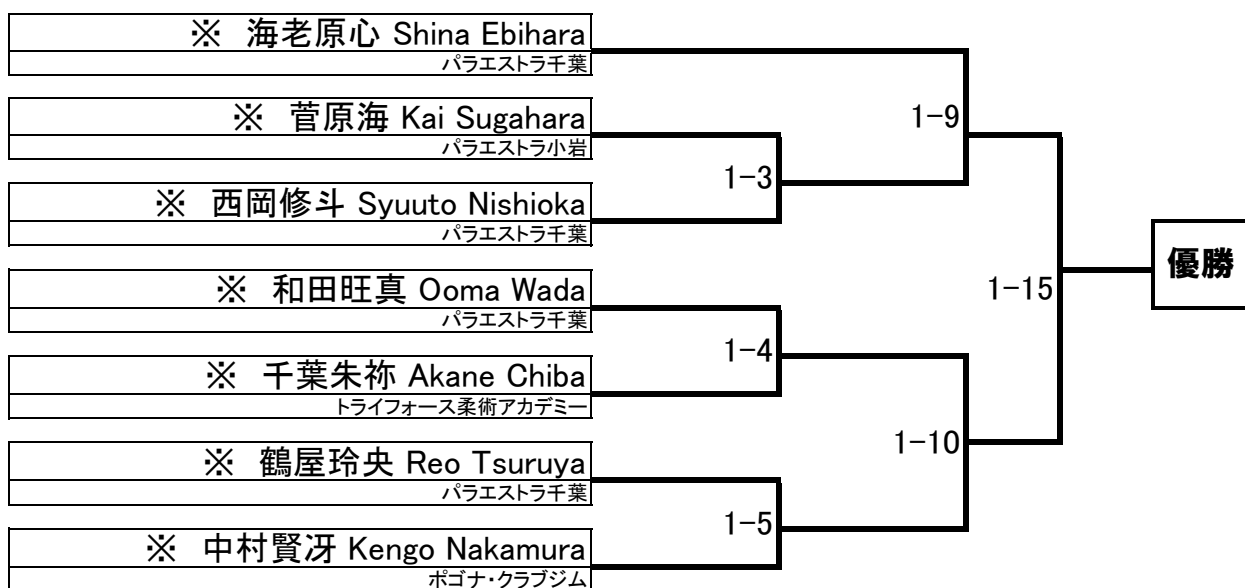 ※ 海老原心 Shina Ebihara
パラエストラ千葉
1-9
※ 菅原海 Kai Sugahara
パラエストラ小岩
1-3
※ 西岡修斗 Syuuto Nishioka
パラエストラ千葉
優勝
1-15
※ 和田旺真 Ooma Wada
パラエストラ千葉
1-4
※ 千葉朱祢 Akane Chiba
トライフォース柔術アカデミー
1-10
※ 鶴屋玲央 Reo Tsuruya
パラエストラ千葉
1-5
※ 中村賢冴 Kengo Nakamura
ポゴナ・クラブジム